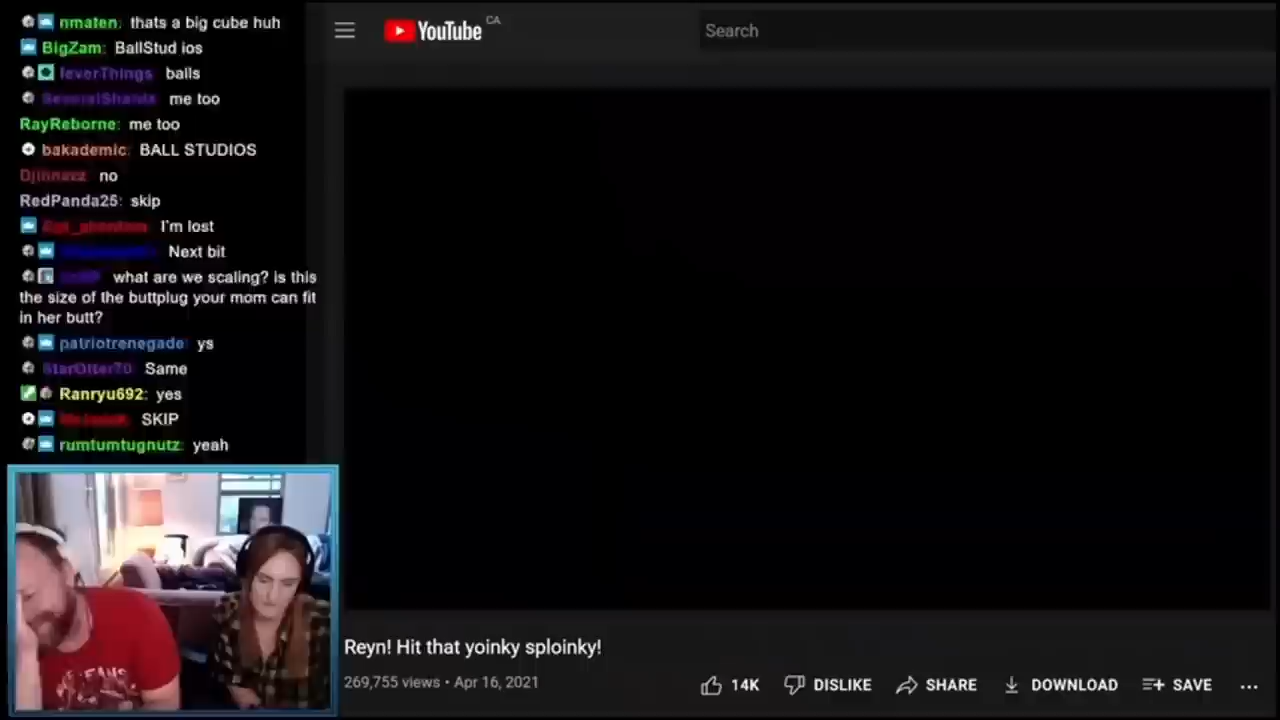 nmaten: thats a big cube huh
BigZam: BallStud ios
leverThings balls
SeveralShanks me too
RayReborne: me too
bakademic: BALL STUDIOS
no
RedPanda25: skip
I'm lost
Next bit
what are we scaling? is this
the size of the buttplug your mom can fit
in her butt?
patriotrenegade: ys
StarOtter70 Same
Ranryu692: yes
SKIP
rumtumtugnutz: yeah
YouTube CA
Search
Reyn! Hit that yoinky sploinky!
269,755 views • Apr 16, 2021
14K DISLIKE SHARE DOWNLOAD SAVE